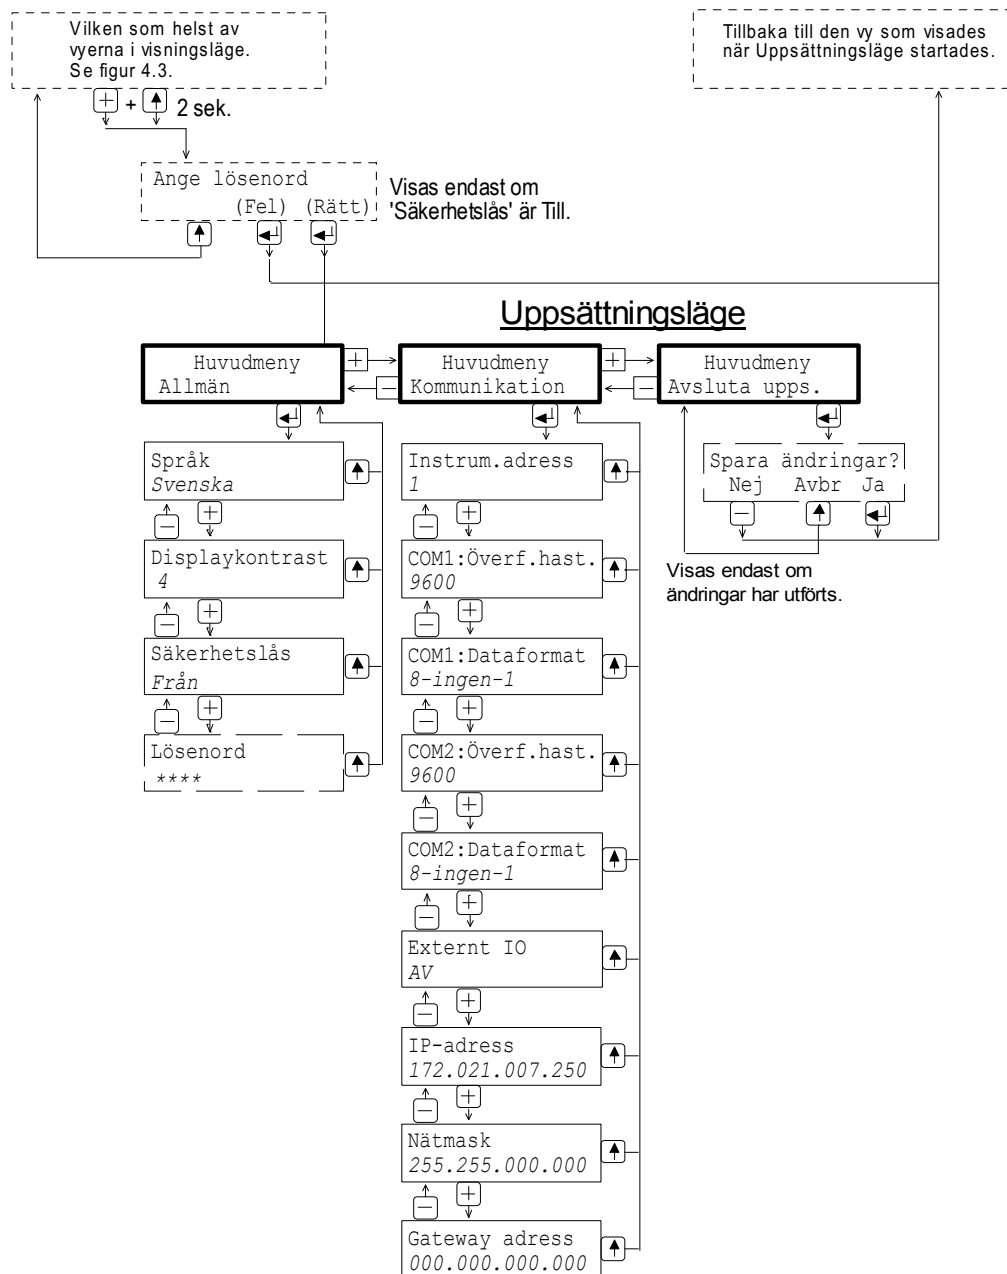 Vilken som helst av
vyerna i visningsläge.
Se figur 4.3.
Tillbaka till den vy som visades
när Uppsättningsläge startades.
+ + 2 sek.
Ange lösenord
(Fel) (Rätt)
Visas endast om
'Säkerhetslås' är Till.
Uppsättningsläge
Huvudmeny
Allmän
+
−
Huvudmeny
Kommunikation
+
−
Huvudmeny
Avsluta upps.
Språk
Svenska
− +
Displaykontrast
4
− +
Säkerhetslås
Från
− +
Lösenord
****
Instrum.adress
1
− +
COM1:Överf.hast.
9600
− +
COM1:Dataformat
8-ingen-1
− +
COM2:Överf.hast.
9600
− +
COM2:Dataformat
8-ingen-1
− +
Externt IO
AV
− +
IP-adress
172.021.007.250
− +
Nätmask
255.255.000.000
− +
Gateway adress
000.000.000.000
Spara ändringar?
Nej Avbr Ja
−
Visas endast om
ändringar har utförts.